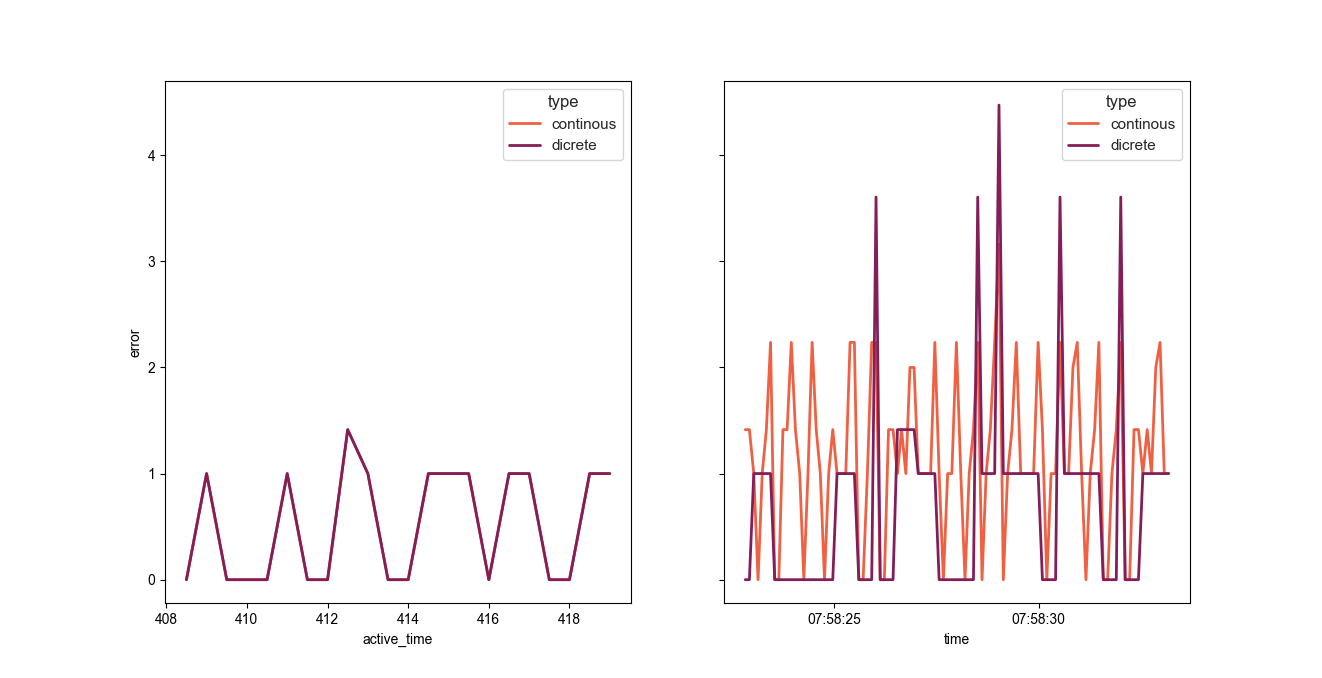 type
continous
dicrete
4
3
2
1
0
error
408 410 412 414 416 418
active_time
type
continous
dicrete
07:58:25 07:58:30
time